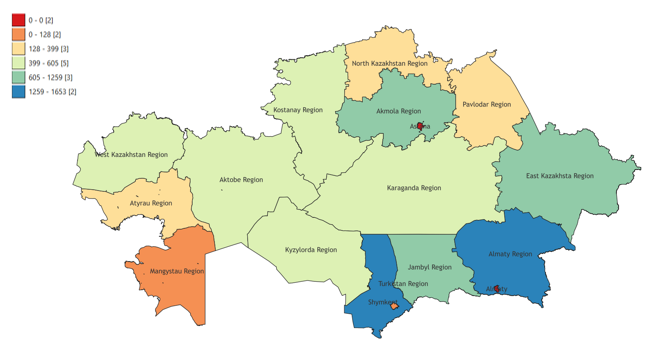 0 - 0 [2]
0 - 128 [2]
128 - 399 [3]
399 - 605 [5]
605 - 1259 [3]
1259 - 1653 [2]
North Kazakhstan Region
Kostanay Region
Akmola Region
Pavlodar Region
Astana
West Kazakhstan Region
Aktobe Region
East Kazakhsta Region
Karaganda Region
Atyrau Region
Kyzylorda Region
Almaty Region
Mangystau Region
Jambyl Region
Turkistan Region
Almaty
Shymkent